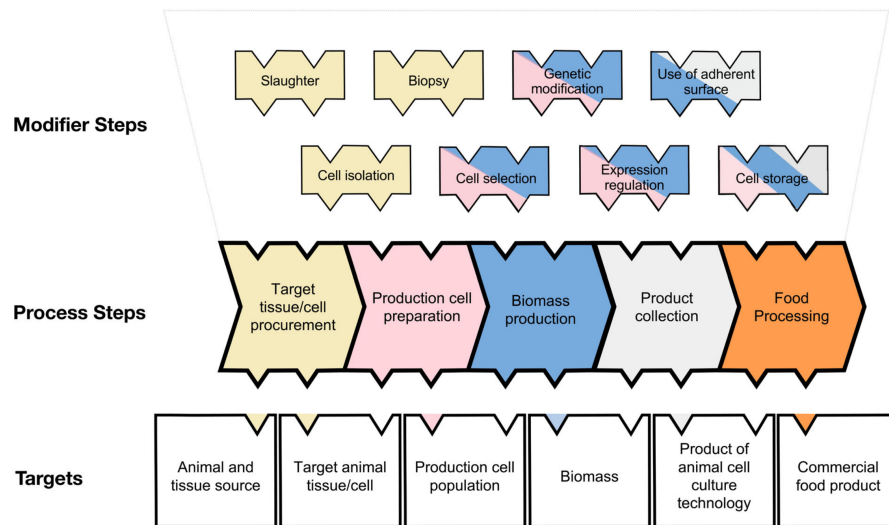 Modifier Steps
Slaughter
Biopsy
Genetic
modification
Use of adherent
surface
Cell isolation
Cell selection
Expression
regulation
Cell storage
Process Steps
Target
tissue/cell
procurement
Production cell
preparation
Biomass
production
Product
collection
Food
Processing
Targets
Animal and
tissue source
Target animal
tissue/cell
Production cell
population
Biomass
Product of
animal cell
culture
technology
Commercial
food product